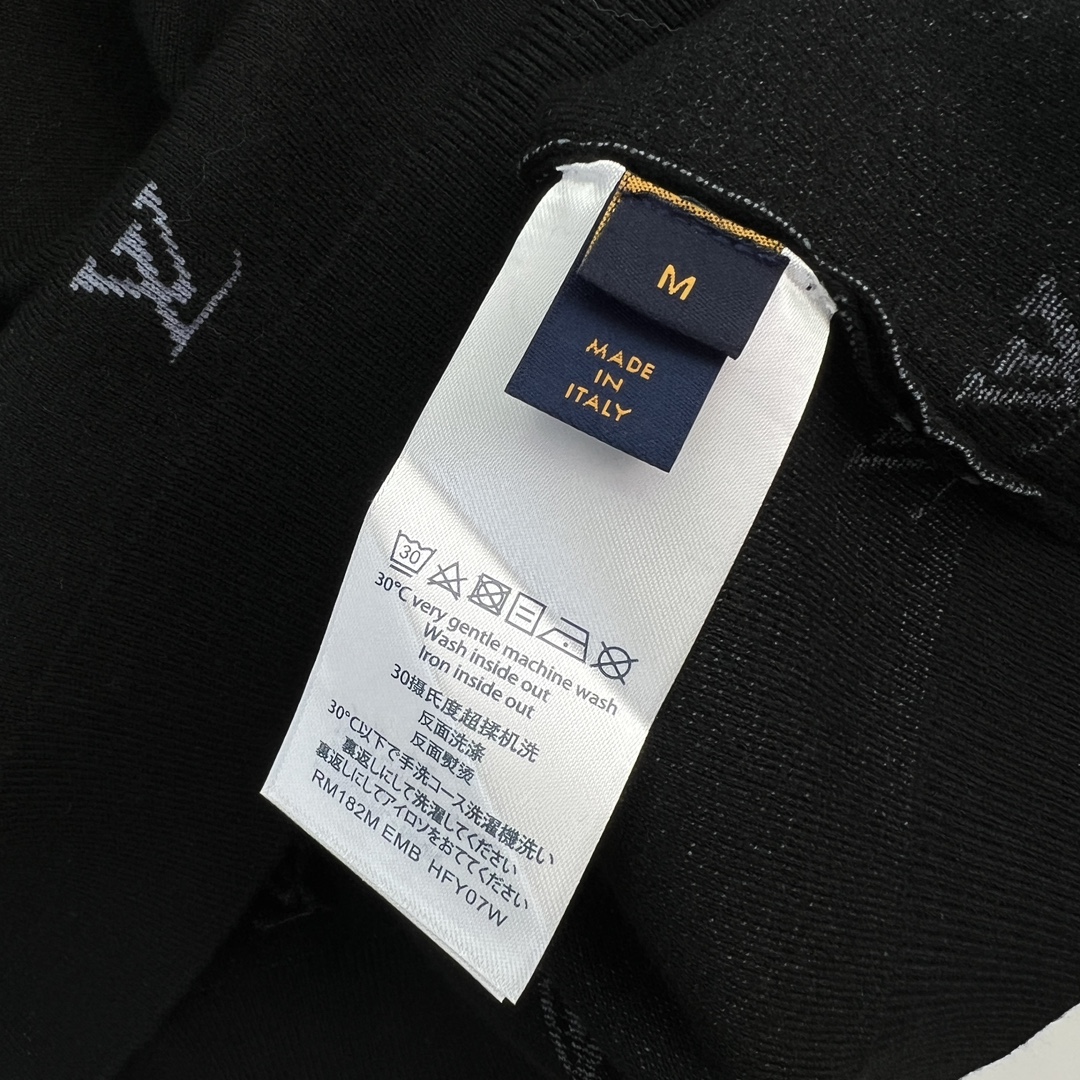 LV
M
MADE
IN
ITALY
30
30°C very gentle machine wash
Wash inside out
Iron inside out
30摄氏度超揉机洗
反面洗涤
反面熨烫
30°C以下で手洗コース洗濯機洗い
裏返しにして洗濯してください
裏返しにしてアイロソをおててください
RM182M EMB HFY07W